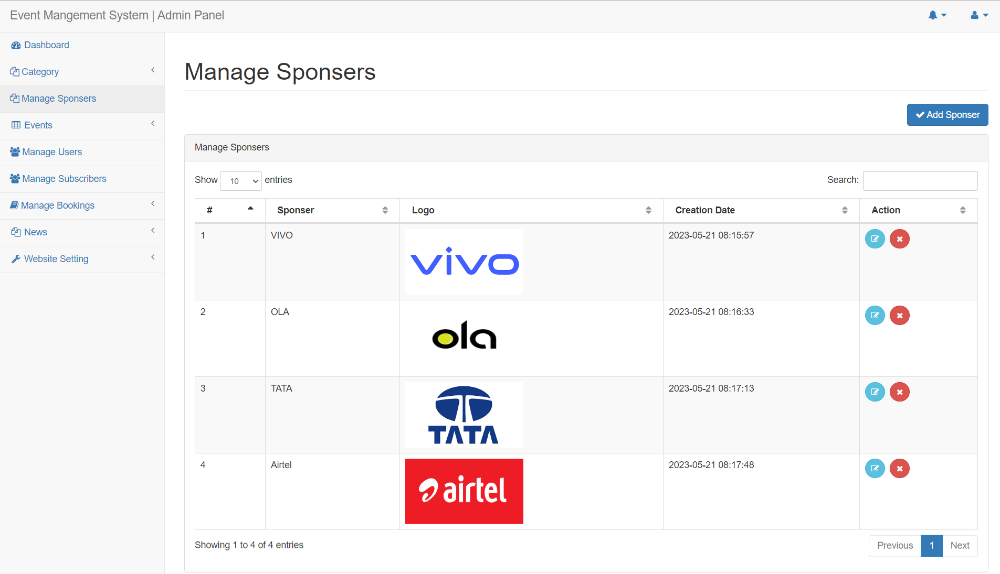 Event Mangement System | Admin Panel
Dashboard
Category
Manage Sponsers
Events
Manage Users
Manage Subscribers
Manage Bookings
News
Website Setting
Manage Sponsers
Add Sponser
Manage Sponsers
Show 10 entries Search:
# Sponser Logo Creation Date Action
1 VIVO vivo 2023-05-21 08:15:57
2 OLA ola 2023-05-21 08:16:33
3 TATA TATA 2023-05-21 08:17:13
4 Airtel airtel 2023-05-21 08:17:48
Showing 1 to 4 of 4 entries Previous 1 Next